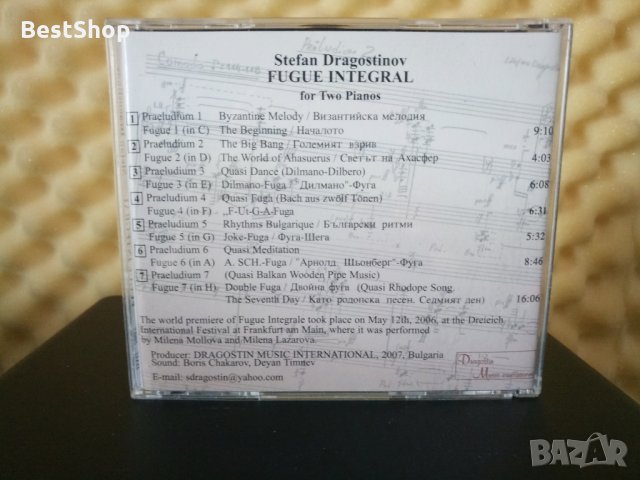 BestShop
Stefan Dragostinov
FUGUE INTEGRAL
for Two Pianos
1 Praeludium 1 Byzantine Melody / Византийска мелодия
Fugue 1 (in C) The Beginning / Началото 9:10
2 Praeludium 2 The Big Bang / Големият взрив
Fugue 2 (in D) The World of Ahasuerus / Светът на Ахасфер 4:03
3 Praeludium 3 Quasi Dance (Dilmano-Dilbero)
Fugue 3 (in E) Dilmano-Fuga / "Дилмано"-Фуга 6:08
4 Praeludium 4 Quasi Fuga (Bach aus zwölf Tönen)
Fugue 4 (in F) „F-Ut-G-A-Fuga 6:31
5 Praeludium 5 Rhythms Bulgarique / Български ритми
Fugue 5 (in G) Joke-Fuga / Фуга-Шега 5:32
6 Praeludium 6 Quasi Meditation
Fugue 6 (in A) A. SCH.-Fuga / "Арнолд Шьонберг"-Фуга 8:46
7 Praeludium 7 (Quasi Balkan Wooden Pipe Music)
Fugue 7 (in H) Double Fuga / Двойна фуга (Quasi Rhodope Song.
The Seventh Day / Като родопска песен. Седмият ден) 16:06
The world premiere of Fugue Integrale took place on May 12th, 2006, at the Dreieich
International Festival at Frankfurt am Main, where it was performed
by Milena Mollova and Milena Lazarova.
Producer: DRAGOSTIN MUSIC INTERNATIONAL, 2007, Bulgaria
Sound: Boris Chakarov, Deyan Timnev
E-mail: sdragostin@yahoo.com
Music
BAZAR